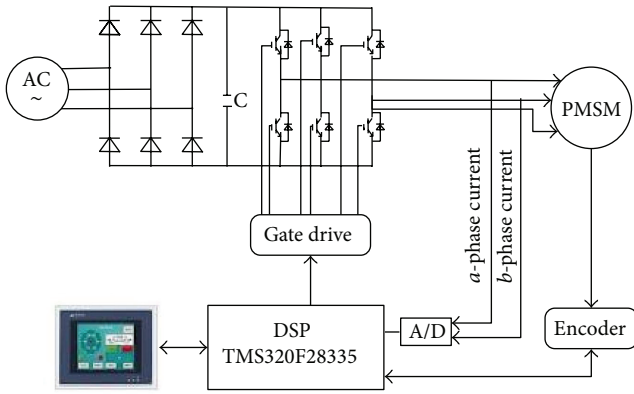 AC
~
C
PMSM
a-phase current
b-phase current
Gate drive
DSP
TMS320F28335
A/D
Encoder